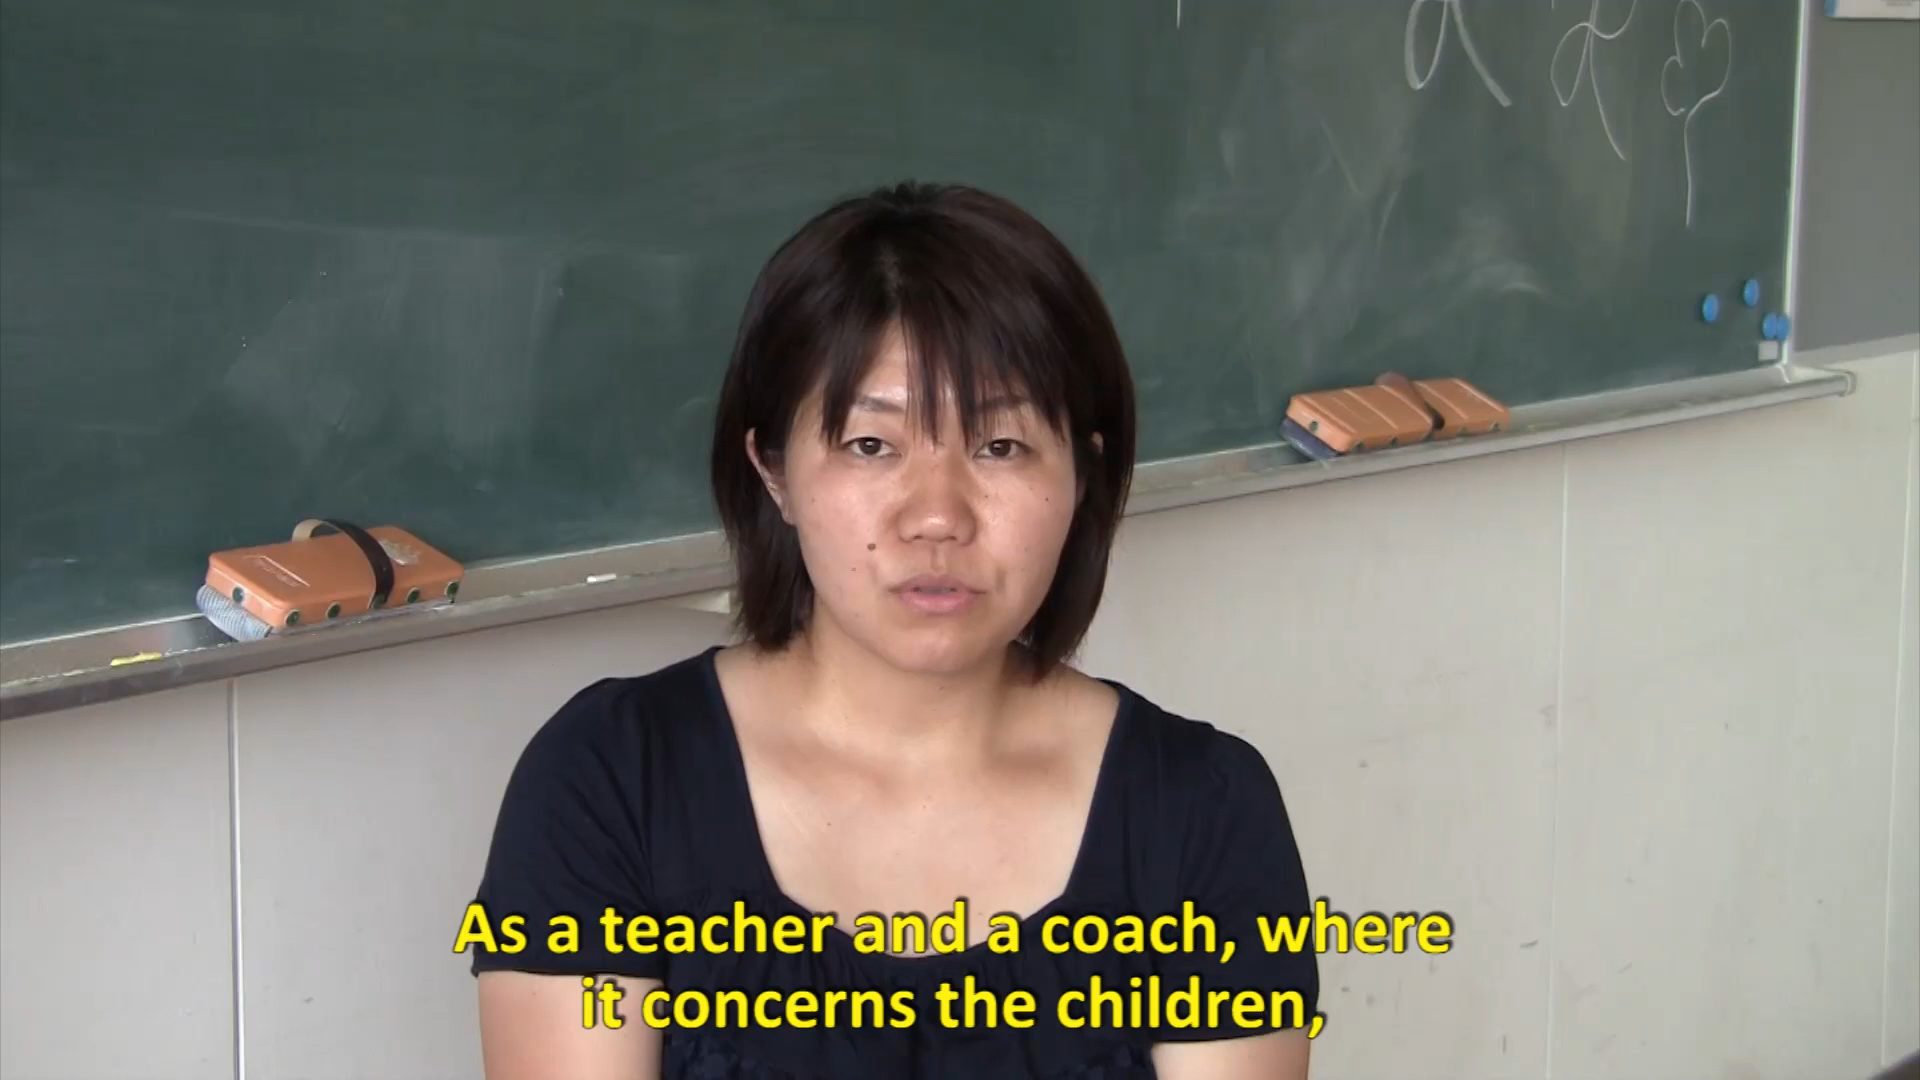 As a teacher and a coach, where
it concerns the children,